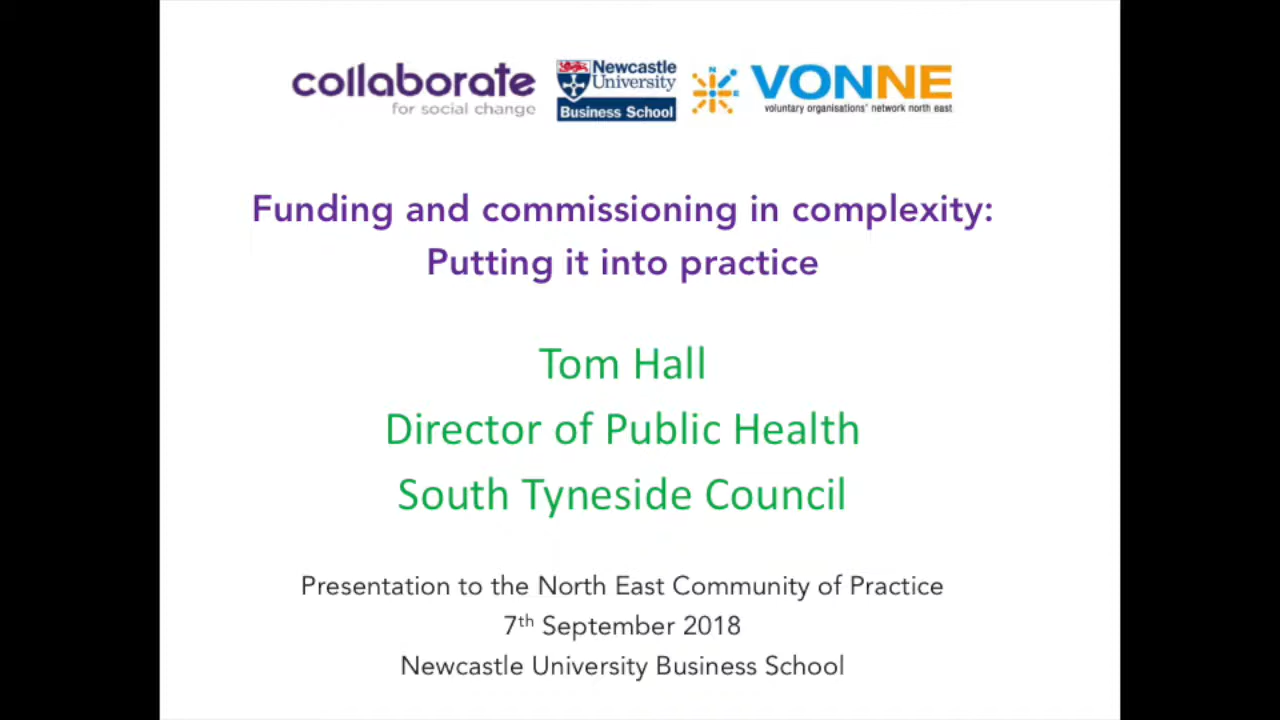 collaborate
for social change
Newcastle
University
Business School
N
E
VONNE
voluntary organisations' network north east
Funding and commissioning in complexity:
Putting it into practice
Tom Hall
Director of Public Health
South Tyneside Council
Presentation to the North East Community of Practice
7th September 2018
Newcastle University Business School